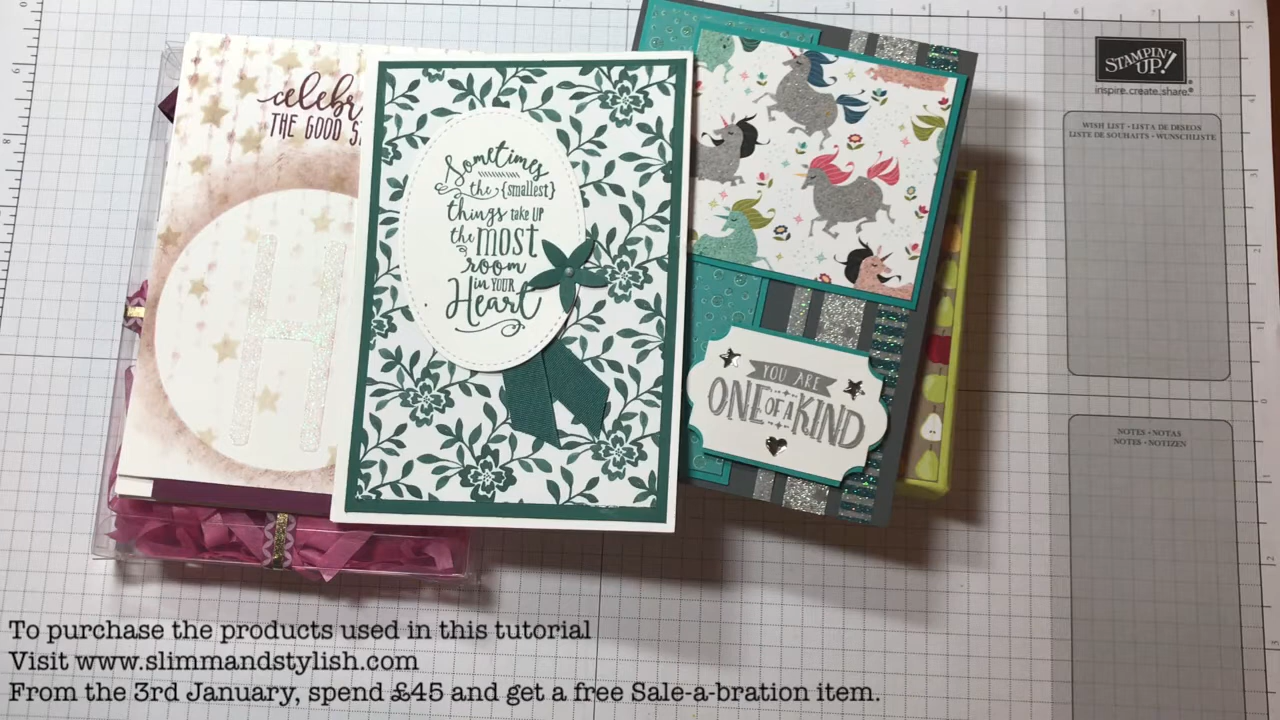 celebr
THE GOOD
Sometimes
the {smallest}
things TAKE UP
the MOST
room
in YOUR
Heart
YOU ARE
ONE OF A KIND
STAMPIN' UP!®
inspire.create.share.®
WISH LIST • LISTA DE DESEOS
LISTE DE SOUHAITS • WUNSCHLISTE
NOTES • NOTAS
NOTES • NOTIZEN
To purchase the products used in this tutorial
Visit www.slimmandstylish.com
From the 3rd January, spend £45 and get a free Sale-a-bration item.